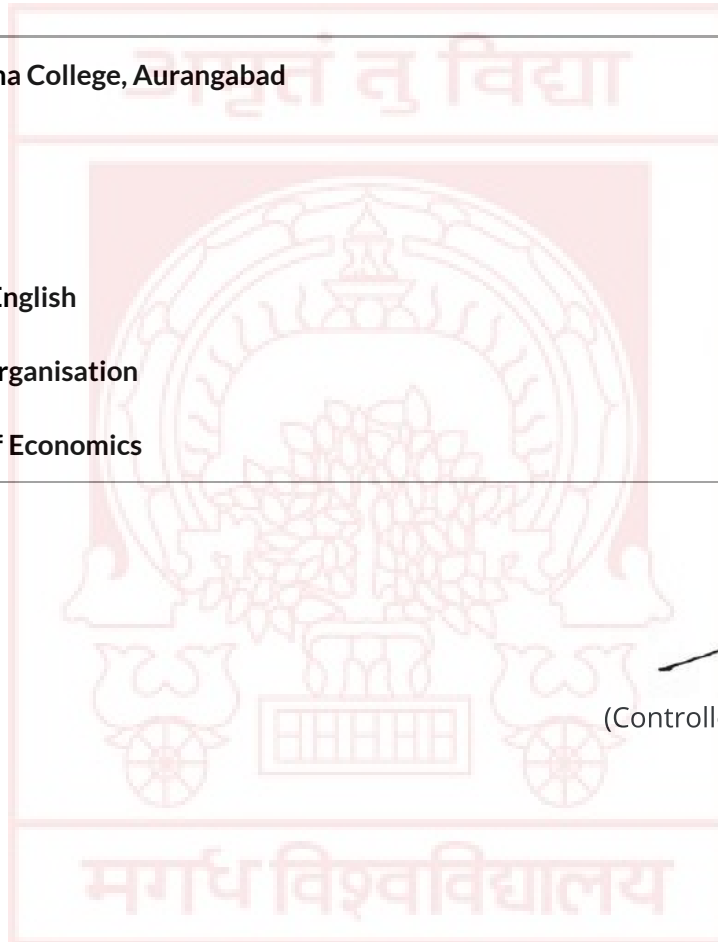 na College, Aurangabad
अमृतं तु विद्या
English
rganisation
f Economics
(Controll
मगध विश्वविद्यालय